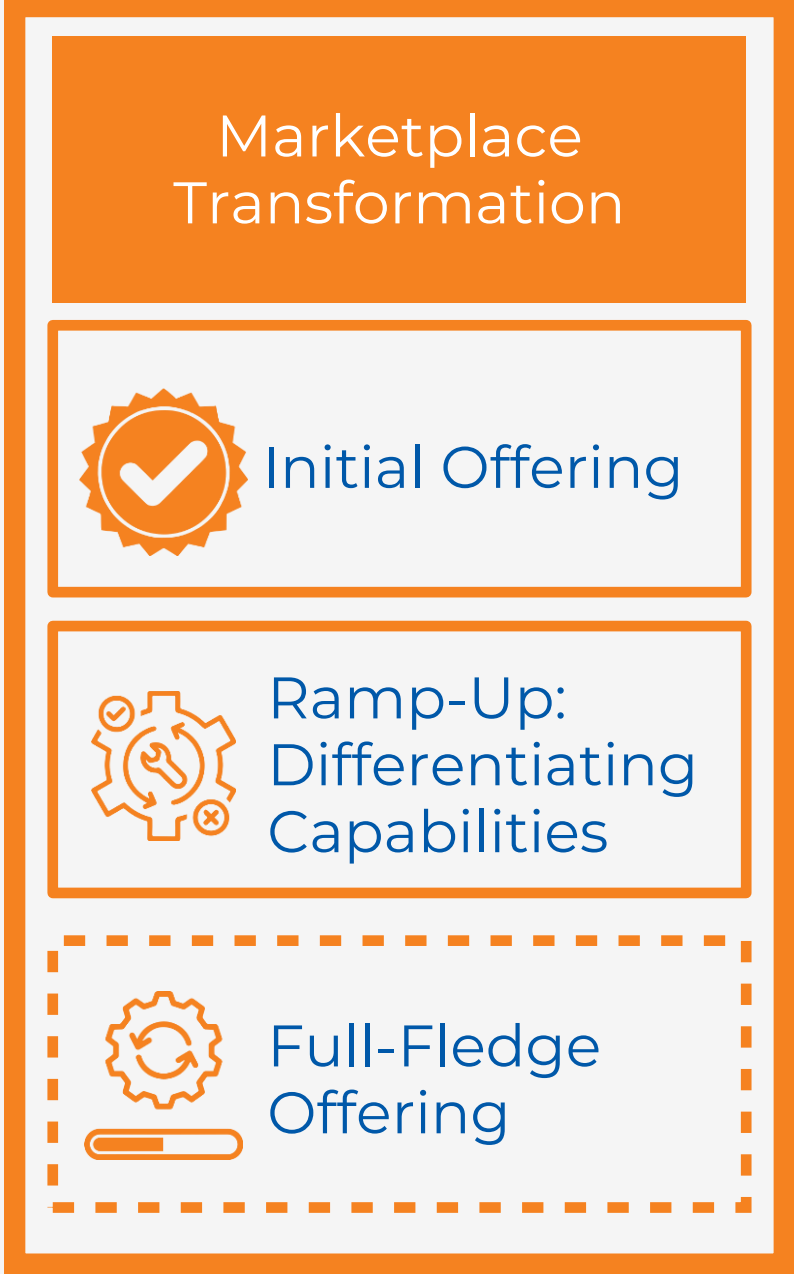 Marketplace
Transformation
Initial Offering
Ramp-Up:
Differentiating
Capabilities
Full-Fledge
Offering